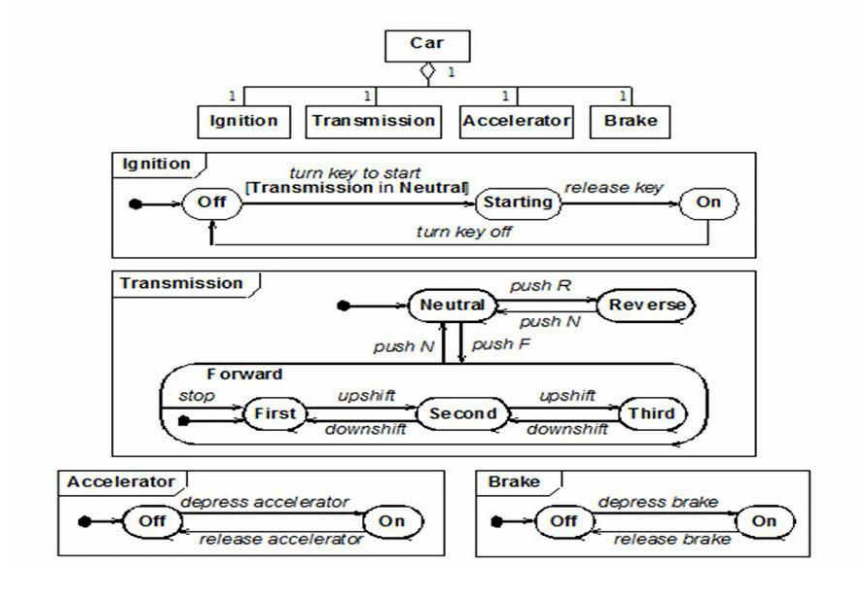 Car
1
1 1 1 1
Ignition Transmission Accelerator Brake
Ignition
turn key to start
[Transmission in Neutral]
release key
Off Starting On
turn key off
Transmission
push R
Neutral Reverse
push N
push N push F
Forward
stop upshift upshift
First Second Third
downshift downshift
Accelerator
depress accelerator
Off On
release accelerator
Brake
depress brake
Off On
release brake